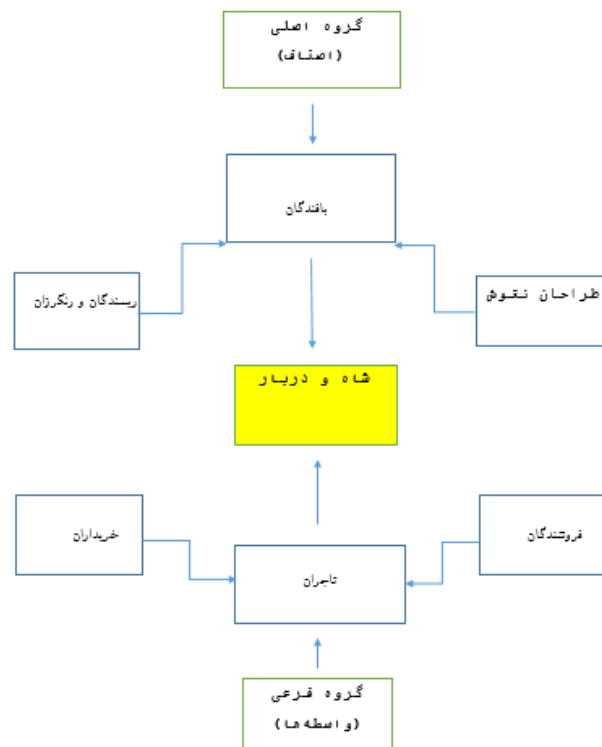 گروه اصلی
(اصناف)
بافندگان
ریسندگان و رنگرزان
طراحان نقوش
شاه و دربار
خریداران
فروشندگان
تاجران
گروه فرعی
(واسطه‌ها)